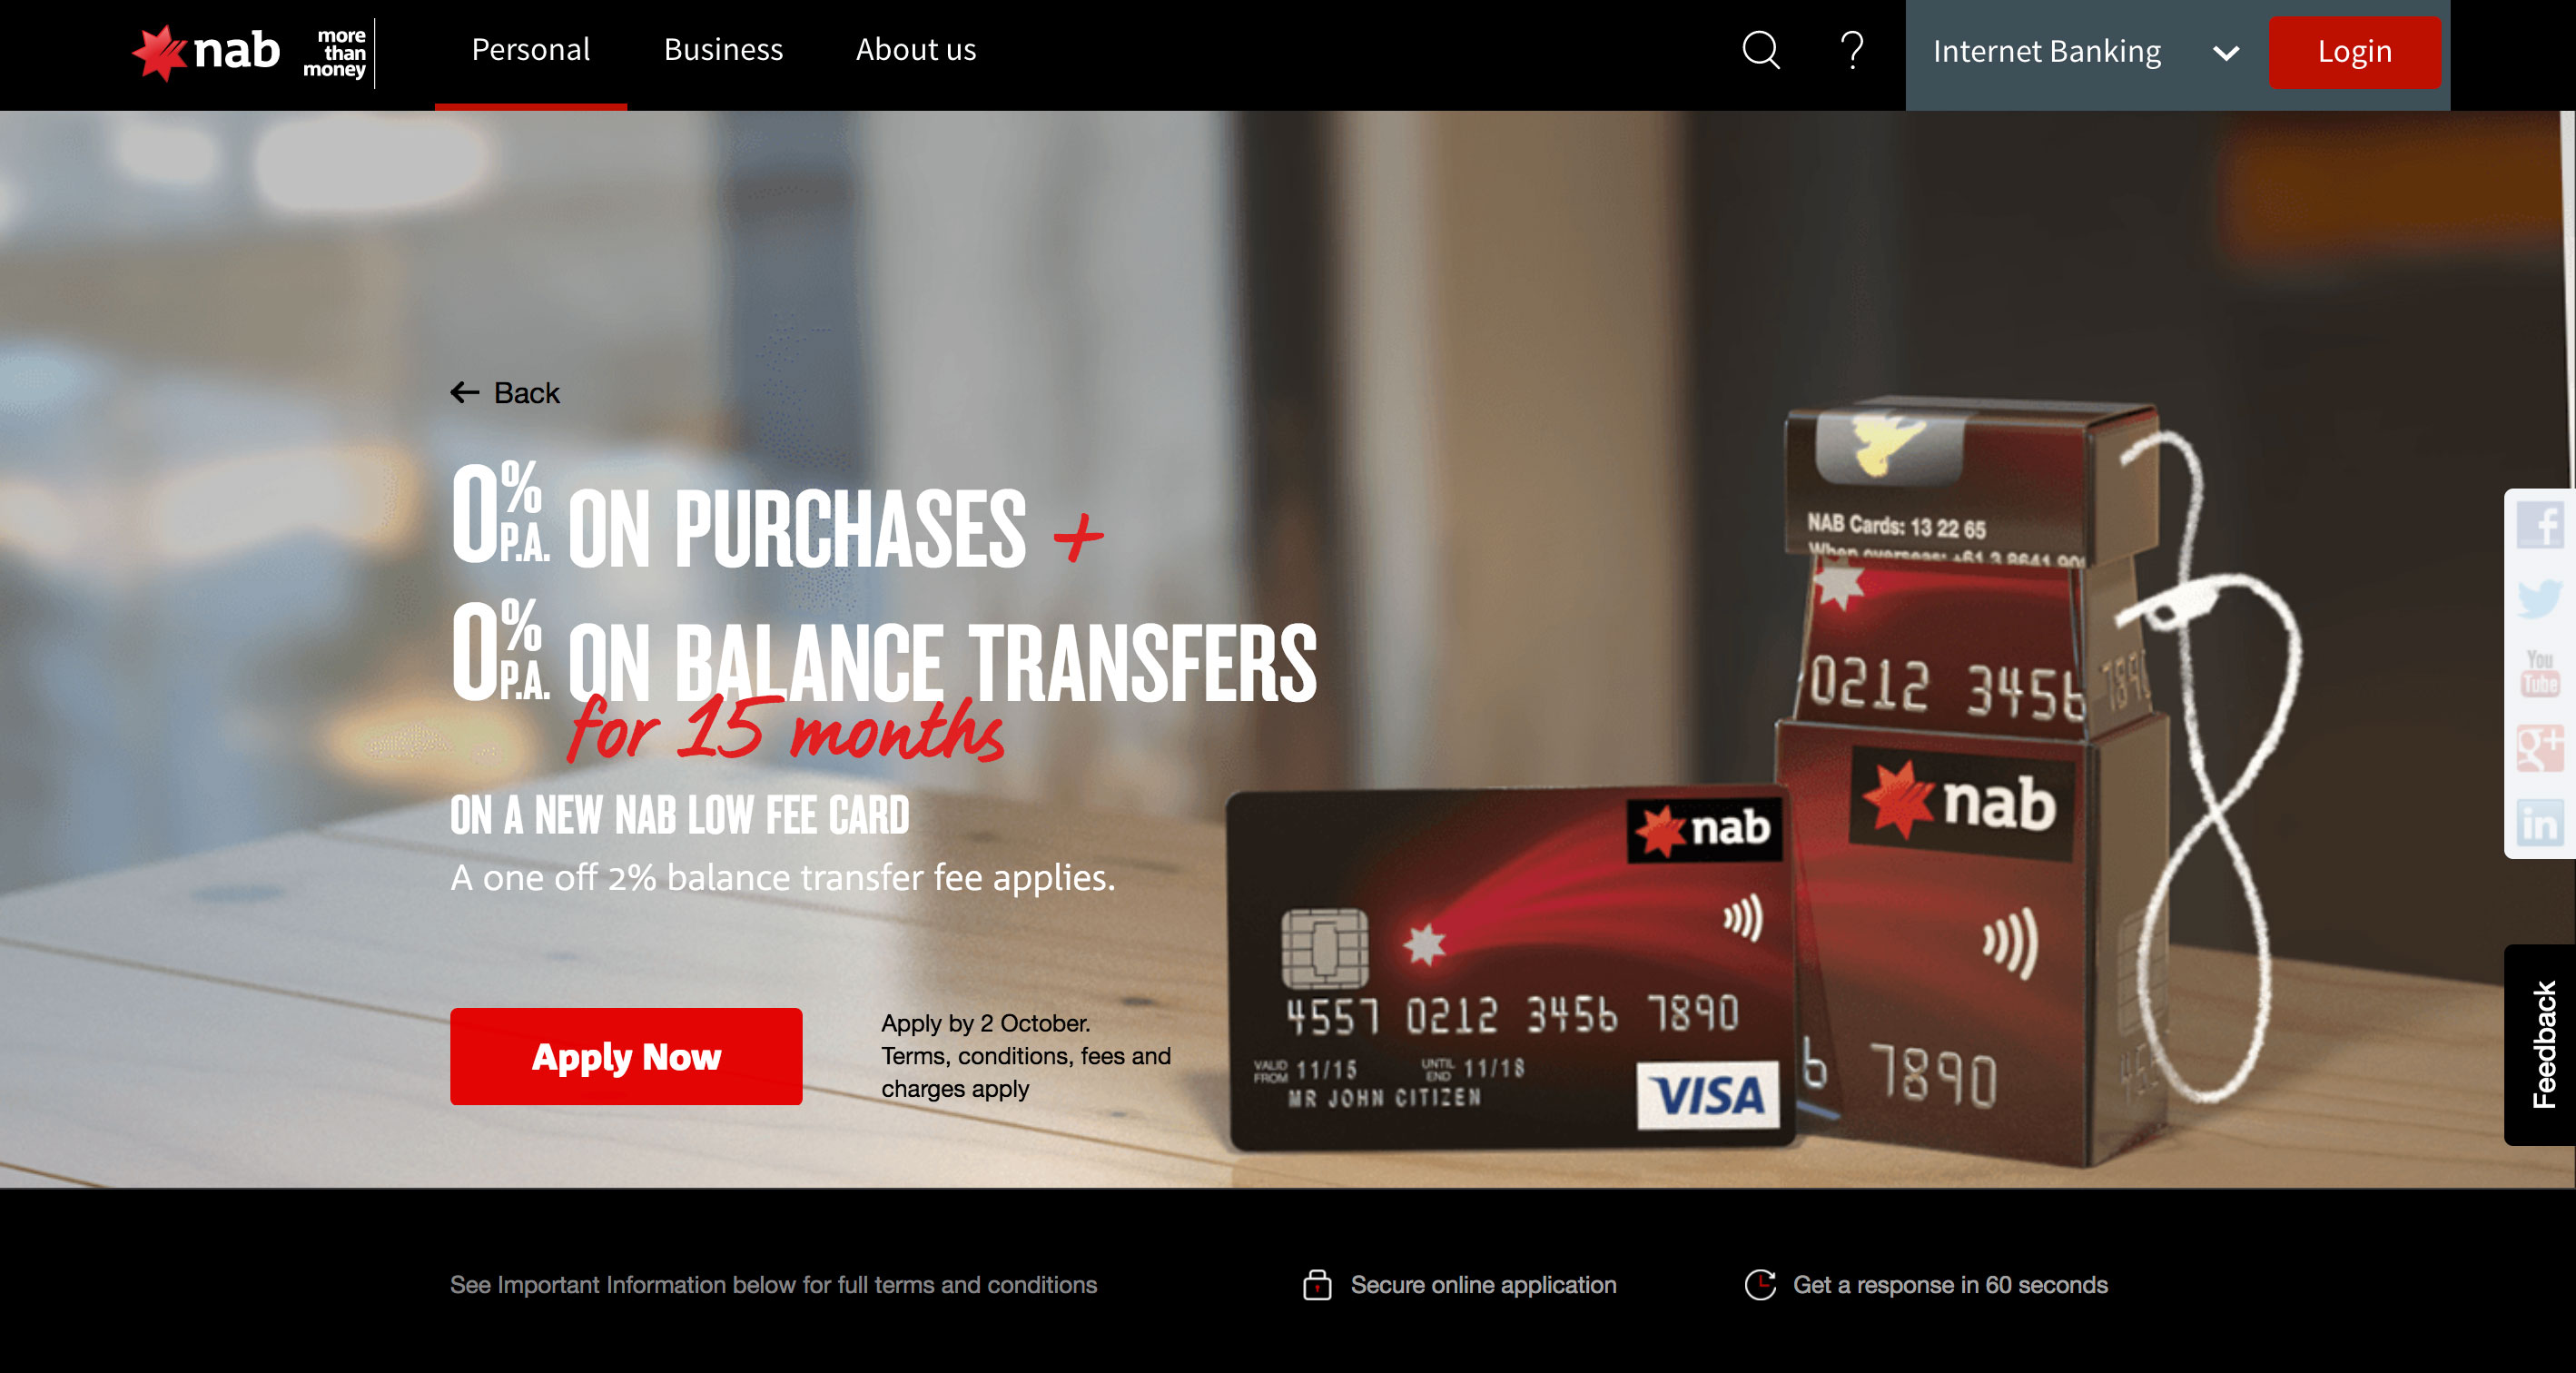 nab
more
than
money
Personal
Business
About us
?
Internet Banking
Login
← Back
0% P.A. ON PURCHASES +
0% P.A. ON BALANCE TRANSFERS
for 15 months
ON A NEW NAB LOW FEE CARD
A one off 2% balance transfer fee applies.
Apply Now
Apply by 2 October.
Terms, conditions, fees and
charges apply
nab
4557 0212 3456 7890
VALID FROM 11/15 UNTIL END 11/18
MR JOHN CITIZEN
VISA
NAB Cards: 13 22 65
When overseas: +61 3 8641
0212 3456 789
nab
6 7890
456
f
You
Tube
g+
in
Feedback
See Important Information below for full terms and conditions
Secure online application
Get a response in 60 seconds